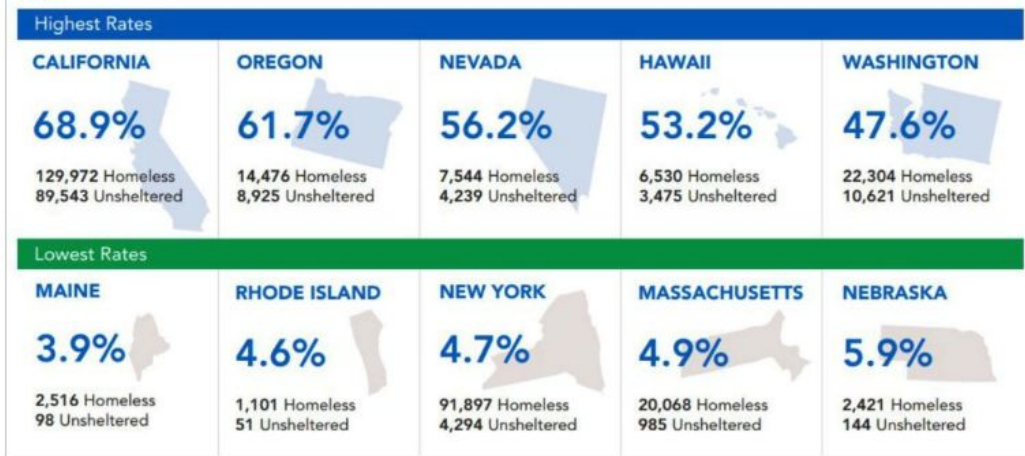 Highest Rates
CALIFORNIA
68.9%
129,972 Homeless
89,543 Unsheltered
OREGON
61.7%
14,476 Homeless
8,925 Unsheltered
NEVADA
56.2%
7,544 Homeless
4,239 Unsheltered
HAWAII
53.2%
6,530 Homeless
3,475 Unsheltered
WASHINGTON
47.6%
22,304 Homeless
10,621 Unsheltered
Lowest Rates
MAINE
3.9%
2,516 Homeless
98 Unsheltered
RHODE ISLAND
4.6%
1,101 Homeless
51 Unsheltered
NEW YORK
4.7%
91,897 Homeless
4,294 Unsheltered
MASSACHUSETTS
4.9%
20,068 Homeless
985 Unsheltered
NEBRASKA
5.9%
2,421 Homeless
144 Unsheltered